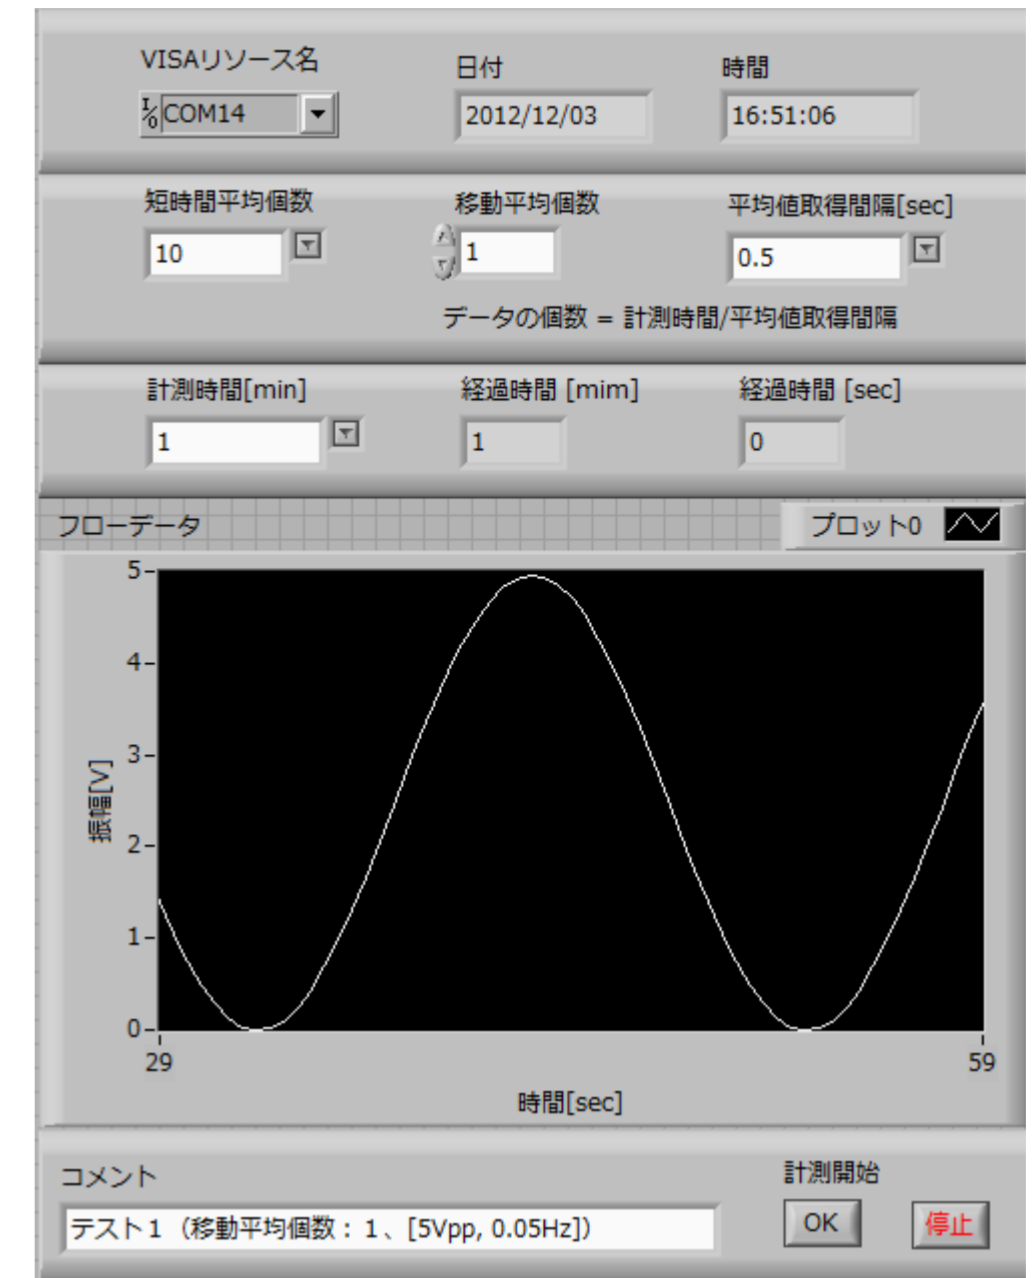 VISAリソース名 日付 時間
I/O COM14 2012/12/03 16:51:06
短時間平均個数 移動平均個数 平均値取得間隔[sec]
10 1 0.5
データの個数 = 計測時間/平均値取得間隔
計測時間[min] 経過時間 [mim] 経過時間 [sec]
1 1 0
フローデータ プロット0
5
4
3
2
1
0
振幅[V]
29 59
時間[sec]
コメント 計測開始
テスト1（移動平均個数：1、[5Vpp, 0.05Hz]） OK 停止